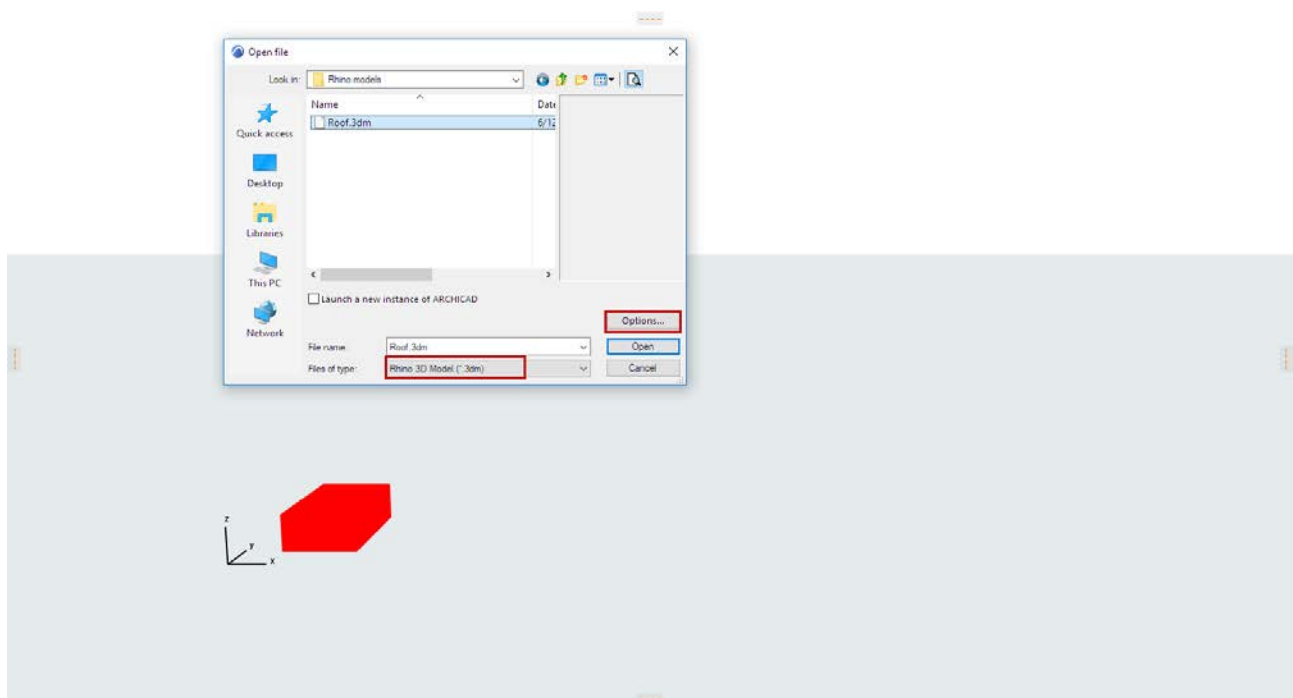 Open file
Look in: Rhino models
Name Date
Roof.3dm 6/12
Quick access
Desktop
Libraries
This PC
Network
Launch a new instance of ARCHICAD
Options...
File name: Roof.3dm Open
Files of type: Rhino 3D Model (*.3dm) Cancel
z
y
x